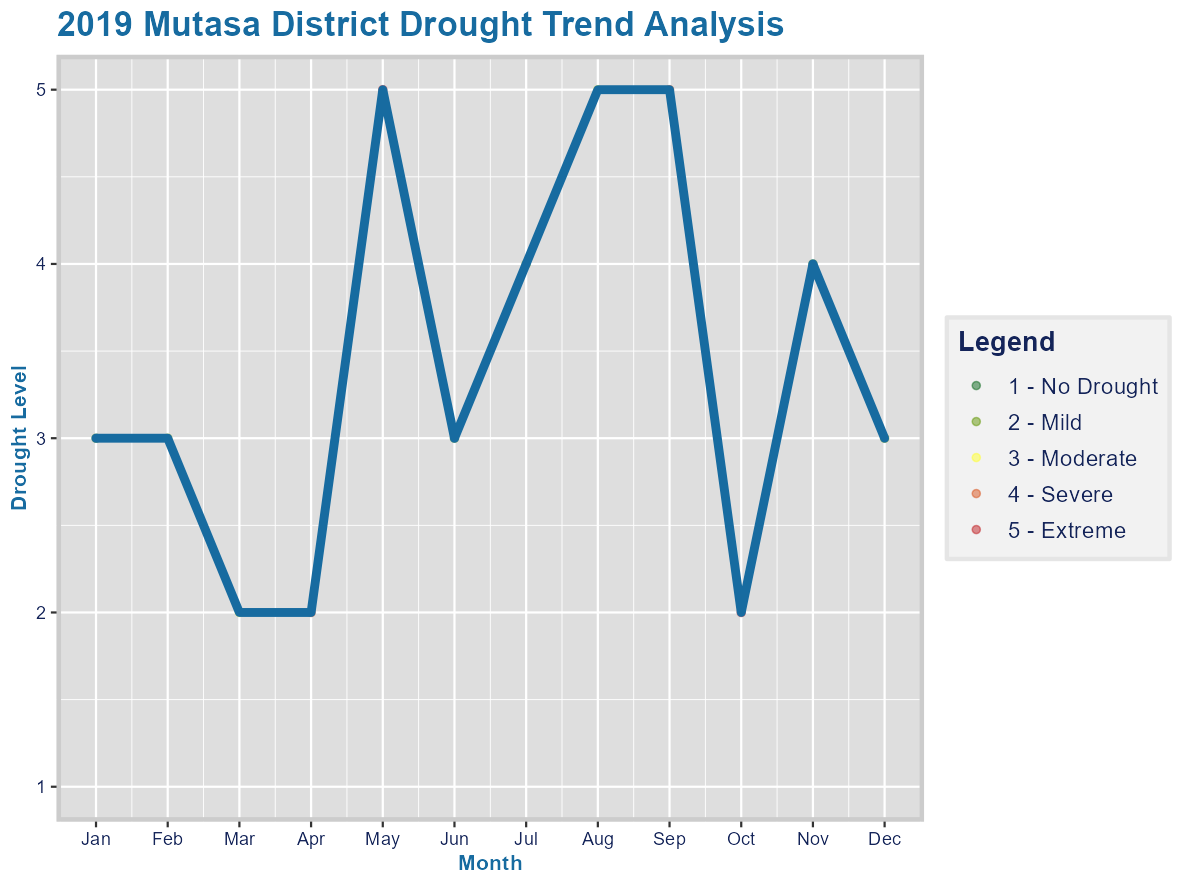 2019 Mutasa District Drought Trend Analysis
Drought Level
5
4
3
2
1
Jan Feb Mar Apr May Jun Jul Aug Sep Oct Nov Dec
Month
Legend
1 - No Drought
2 - Mild
3 - Moderate
4 - Severe
5 - Extreme